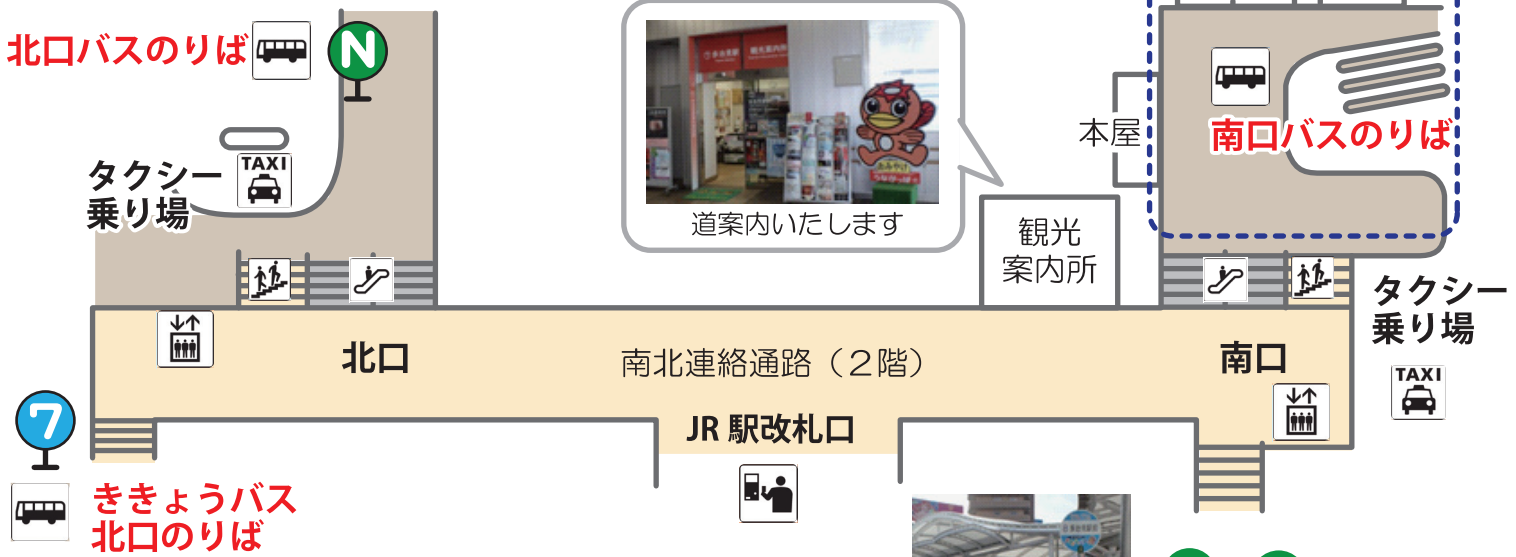 北口バスのりば
N
TAXI
タクシー
乗り場
道案内いたします
観光
案内所
本屋
南口バスのりば
タクシー
乗り場
TAXI
北口
南北連絡通路（２階）
南口
JR 駅改札口
7
ききょうバス
北口のりば